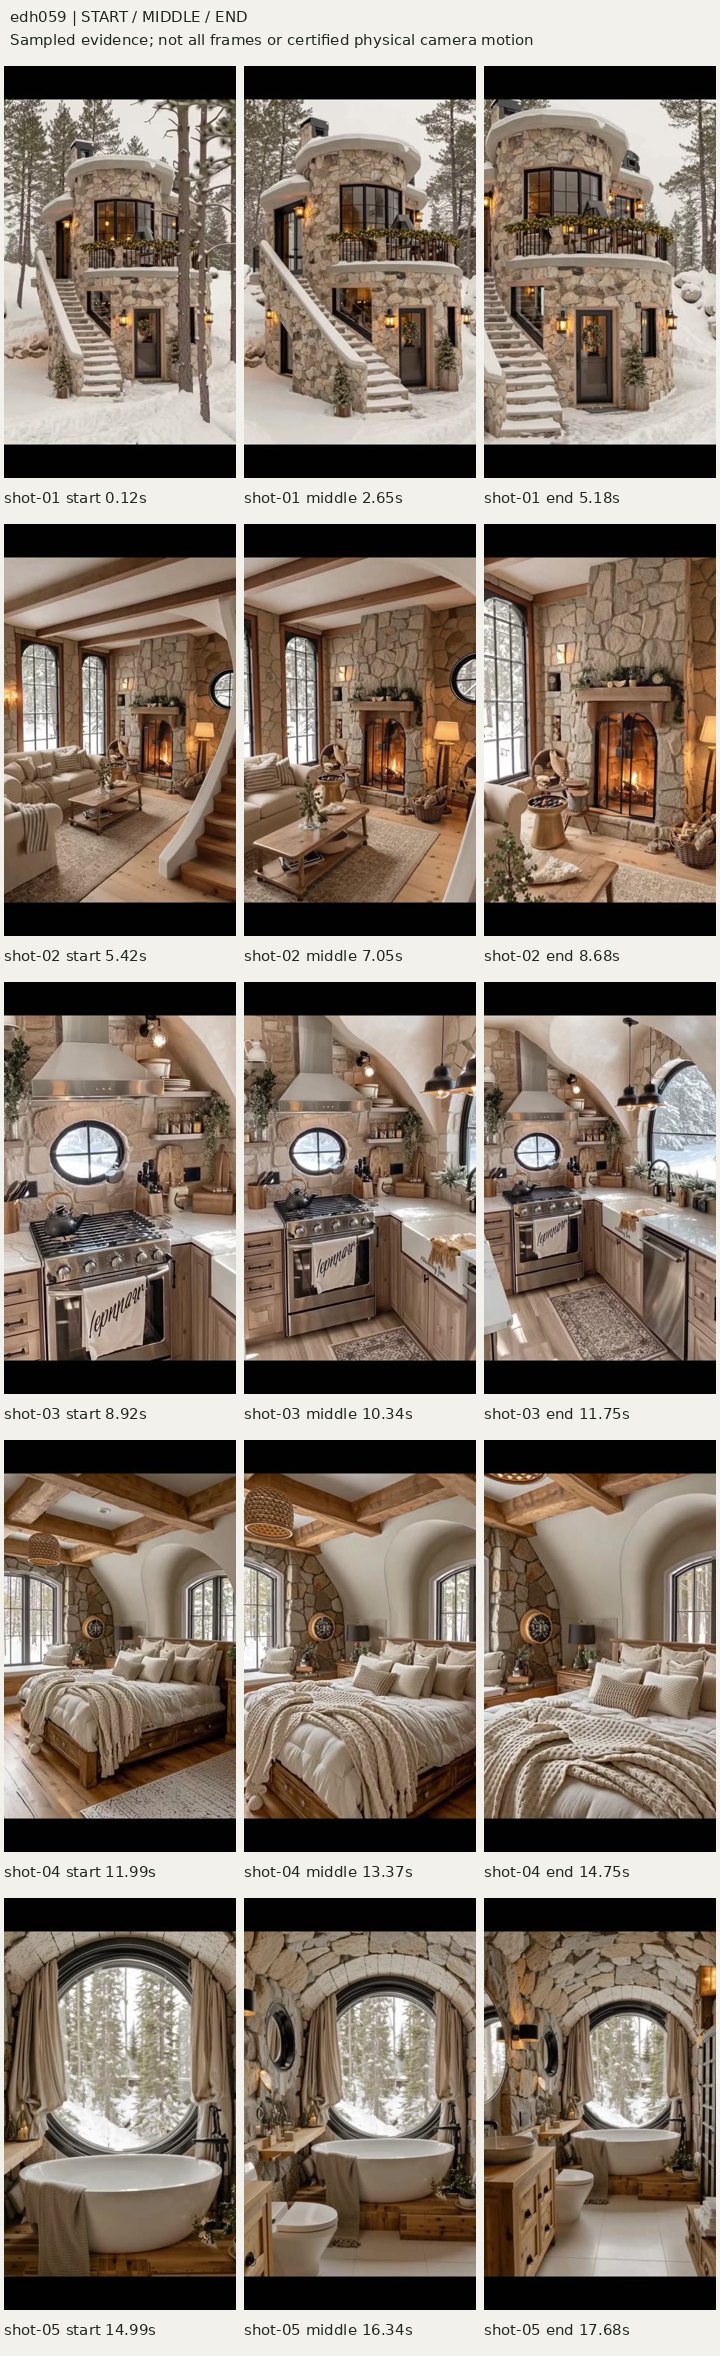 edh059 | START / MIDDLE / END
Sampled evidence; not all frames or certified physical camera motion
shot-01 start 0.12s
shot-01 middle 2.65s
shot-01 end 5.18s
shot-02 start 5.42s
shot-02 middle 7.05s
shot-02 end 8.68s
shot-03 start 8.92s
shot-03 middle 10.34s
shot-03 end 11.75s
shot-04 start 11.99s
shot-04 middle 13.37s
shot-04 end 14.75s
shot-05 start 14.99s
shot-05 middle 16.34s
shot-05 end 17.68s